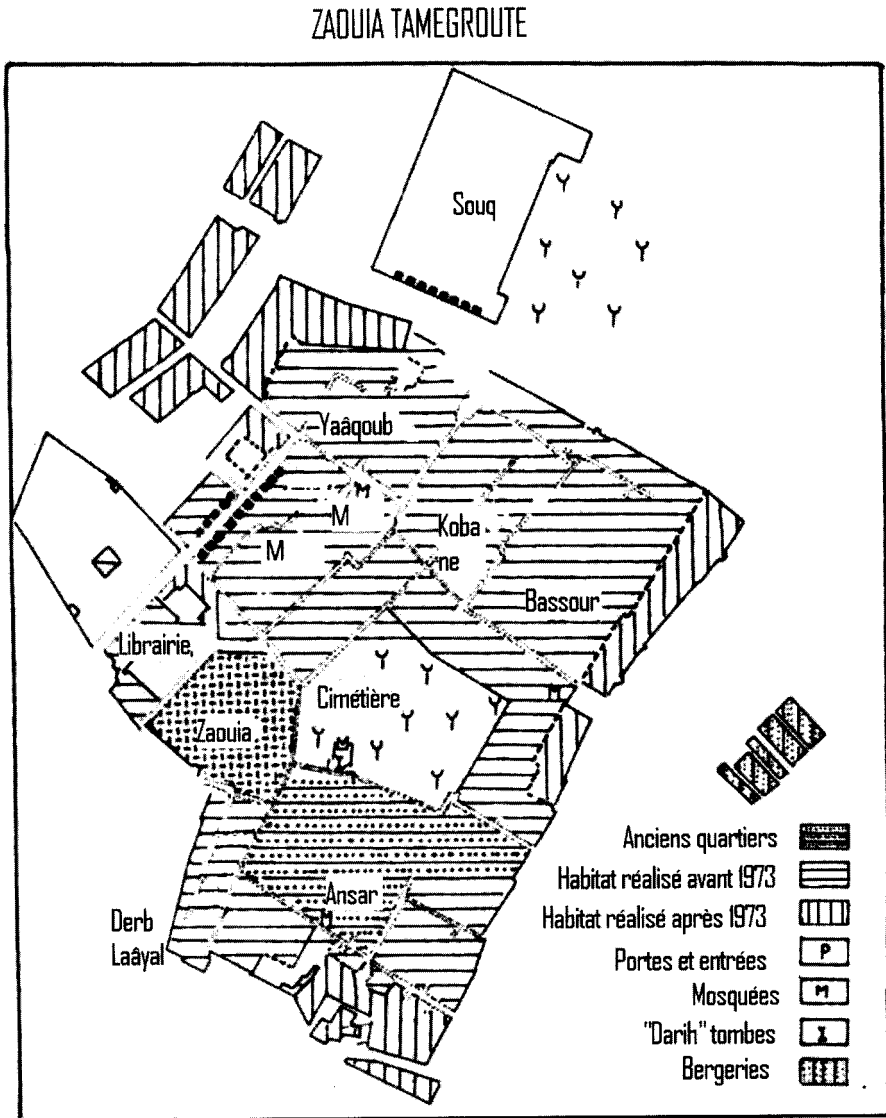 ZAOUIA TAMEGROUTE
Souq
Yaâqoub
M
M
M
Koba
ne
Bassour
Librairie,
Cimétière
Zaouia
Ansar
Derb
Laâyal
Anciens quartiers
Habitat réalisé avant 1973
Habitat réalisé après 1973
Portes et entrées P
Mosquées M
"Darih" tombes
Bergeries